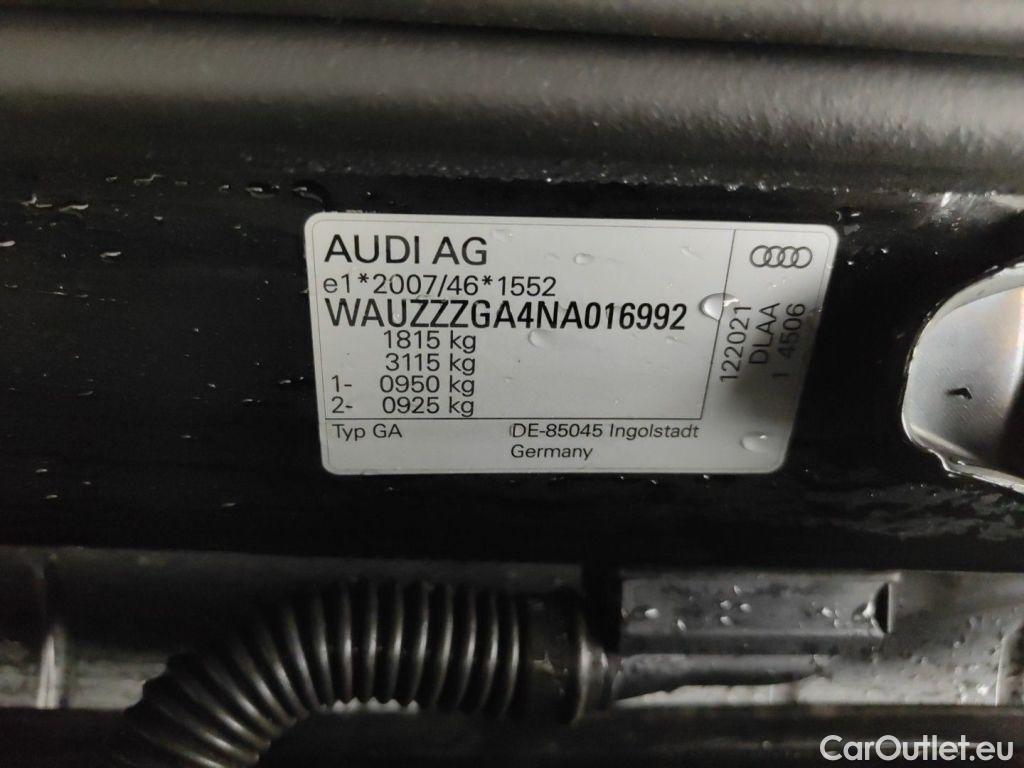 AUDI AG
e1*2007/46*1552
WAUZZZGA4NA016992
1815 kg
3115 kg
1- 0950 kg
2- 0925 kg
Typ GA
DE-85045 Ingolstadt
Germany
122021
DLAA
1 4506
CarOutlet.eu